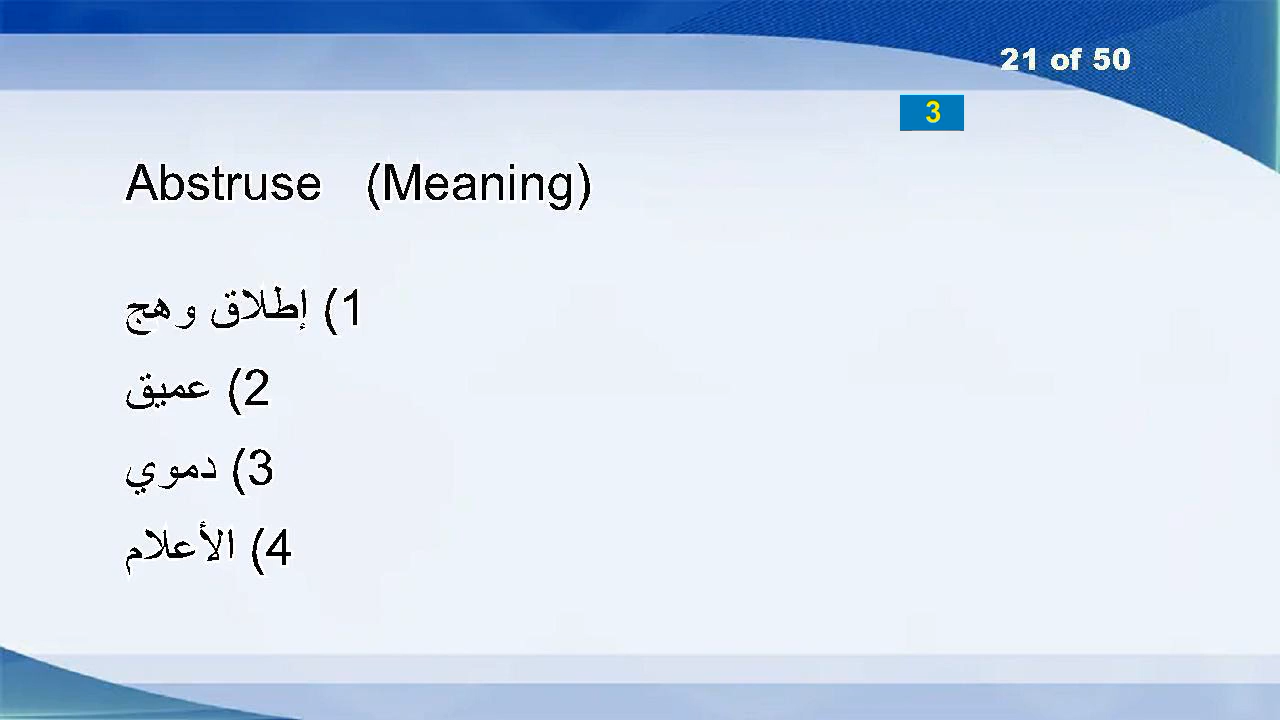 21 of 50
3
Abstruse (Meaning)
1) إطلاق وهج
2) عميق
3) دموي
4) الأعلام